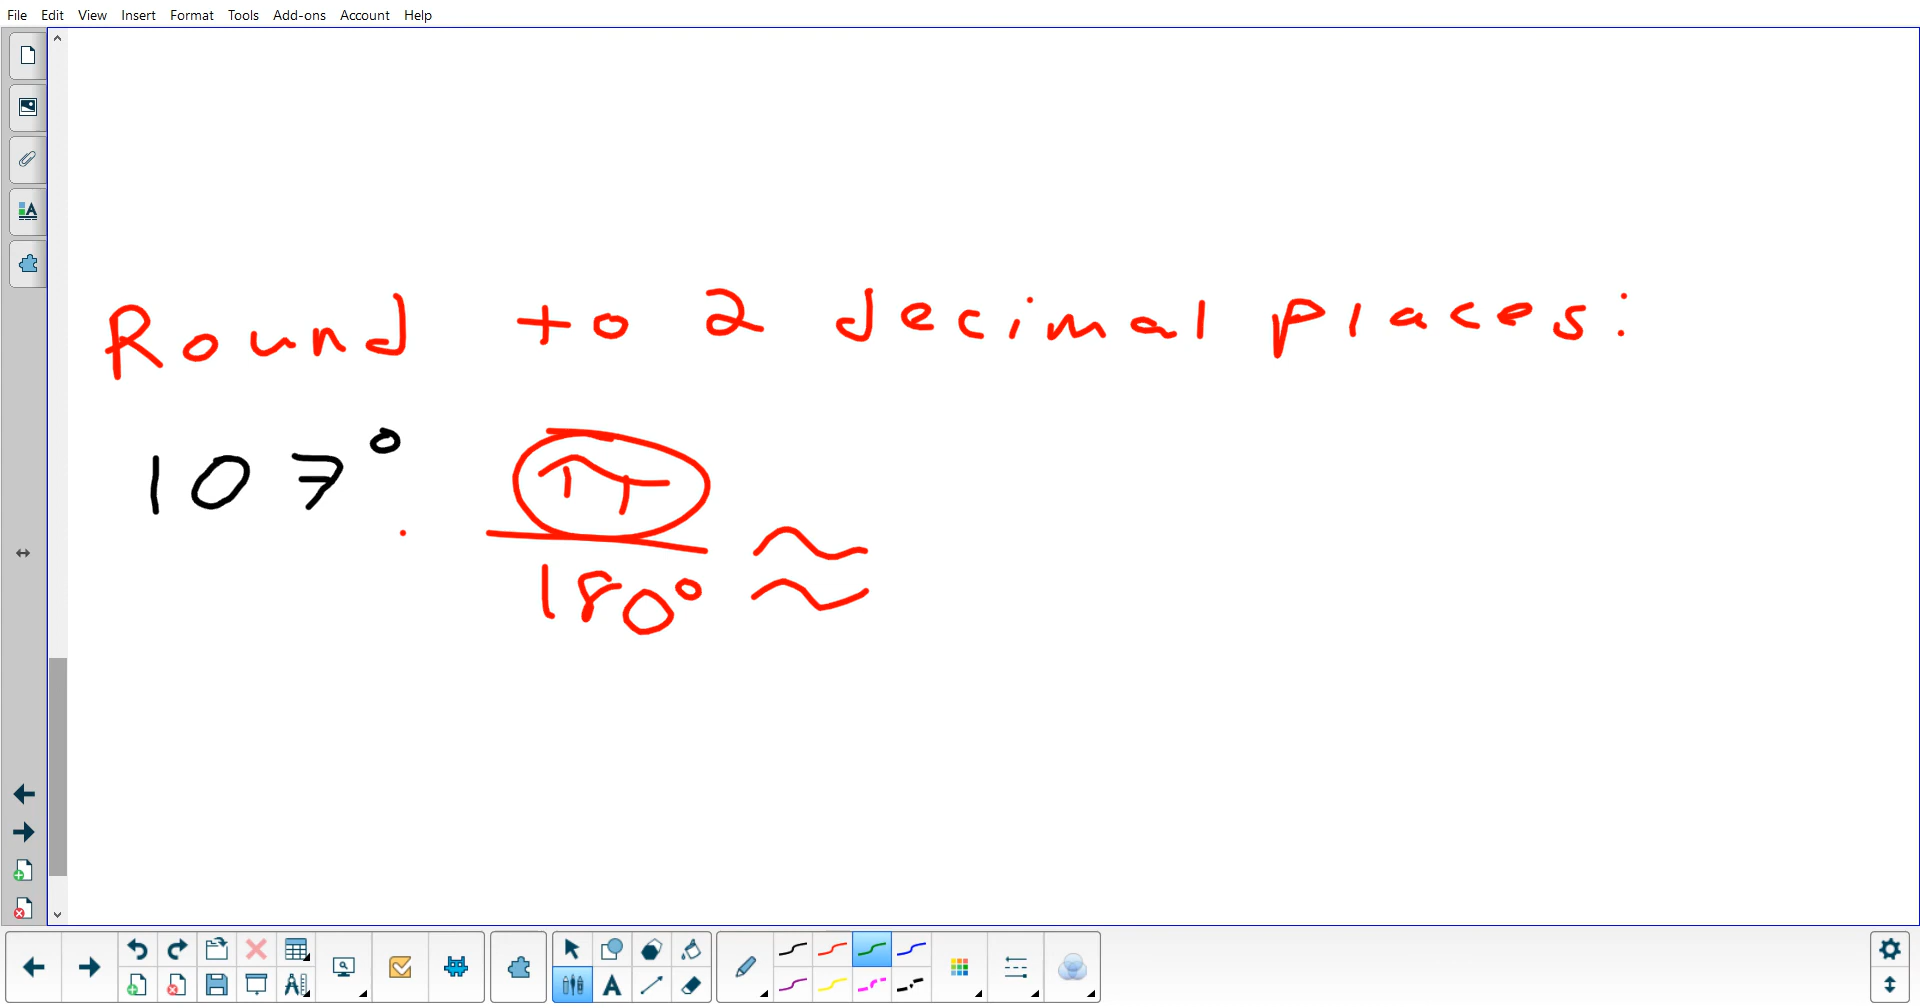 File Edit View Insert Format Tools Add-ons Account Help
Round to 2 decimal places:
107° · π/180° ≈